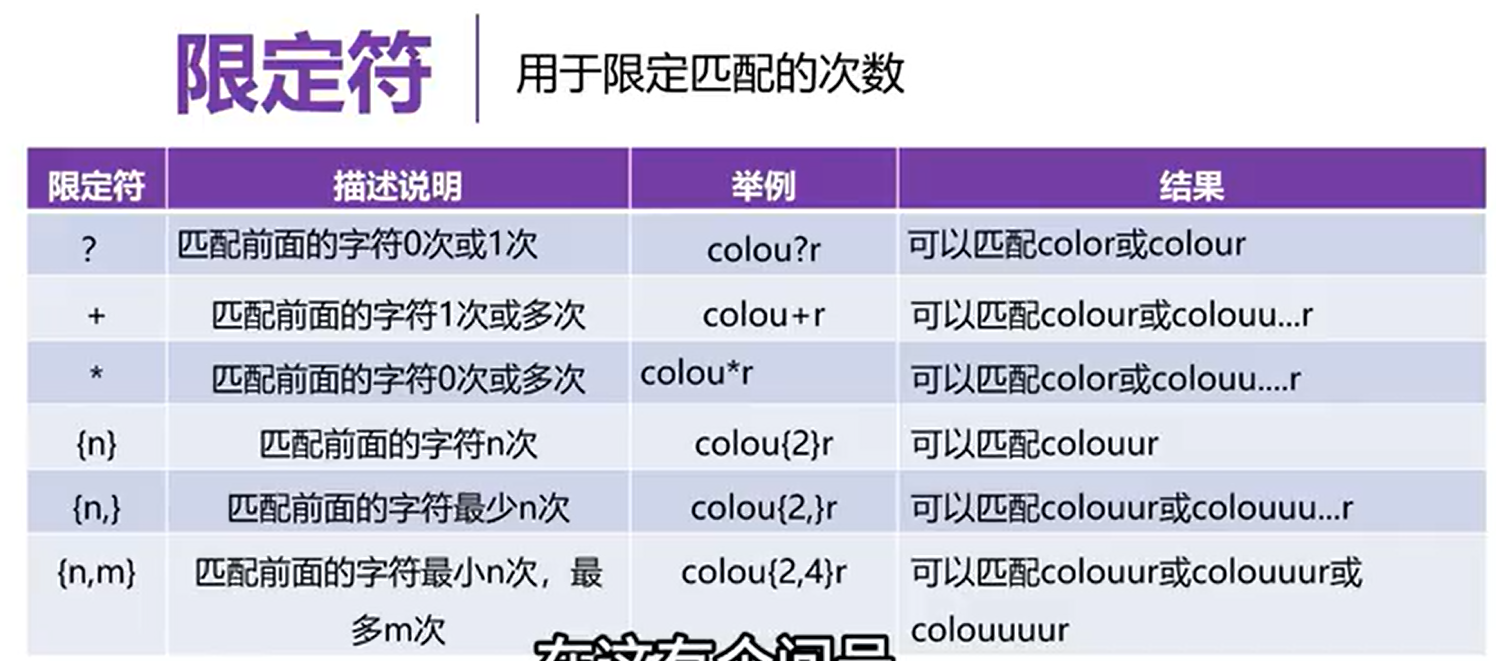 限定符
用于限定匹配的次数
限定符 描述说明 举例 结果
? 匹配前面的字符0次或1次 colou?r 可以匹配color或colour
+ 匹配前面的字符1次或多次 colou+r 可以匹配colour或colouu...r
* 匹配前面的字符0次或多次 colou*r 可以匹配color或colouu....r
{n} 匹配前面的字符n次 colou{2}r 可以匹配colouur
{n,} 匹配前面的字符最少n次 colou{2,}r 可以匹配colouur或colouuu...r
{n,m} 匹配前面的字符最小n次，最 colou{2,4}r 可以匹配colouur或colouuur或
多m次 colouuuur
在这有个问号